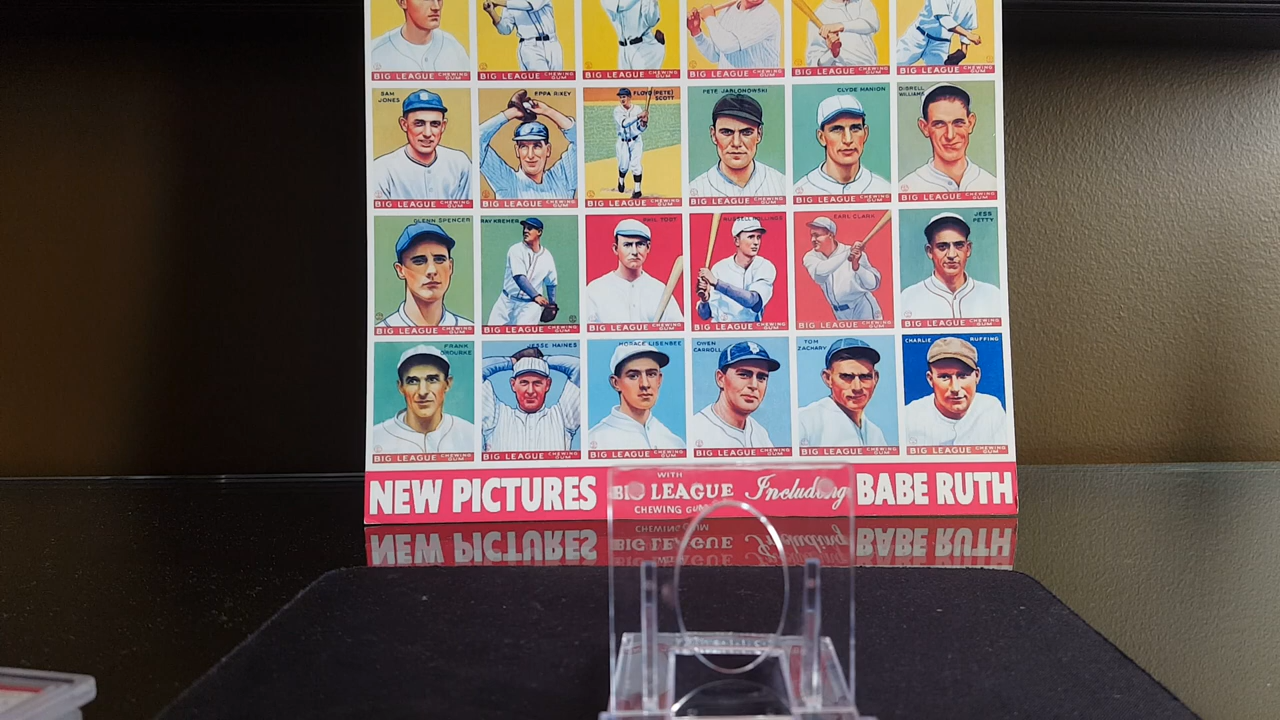 BIG LEAGUE CHEWING GUM
BIG LEAGUE CHEWING GUM
BIG LEAGUE CHEWING GUM
BIG LEAGUE CHEWING GUM
BIG LEAGUE CHEWING GUM
BIG LEAGUE CHEWING GUM
SAM JONES
EPPA RIXEY
FLOYD (PETE) SCOTT
PETE JABLONOWSKI
CLYDE MANION
DIBRELL WILLIAMS
BIG LEAGUE CHEWING GUM
BIG LEAGUE CHEWING GUM
BIG LEAGUE CHEWING GUM
BIG LEAGUE CHEWING GUM
BIG LEAGUE CHEWING GUM
BIG LEAGUE CHEWING GUM
GLENN SPENCER
RAY KREMER
PHIL TODT
RUSSELL ROLLINGS
EARL CLARK
JESS PETTY
BIG LEAGUE CHEWING GUM
BIG LEAGUE CHEWING GUM
BIG LEAGUE CHEWING GUM
BIG LEAGUE CHEWING GUM
BIG LEAGUE CHEWING GUM
BIG LEAGUE CHEWING GUM
FRANK O'ROURKE
JESSE HAINES
HORACE LISENBEE
OWEN CARROLL
TOM ZACHARY
CHARLIE RUFFING
BIG LEAGUE CHEWING GUM
BIG LEAGUE CHEWING GUM
BIG LEAGUE CHEWING GUM
BIG LEAGUE CHEWING GUM
BIG LEAGUE CHEWING GUM
BIG LEAGUE CHEWING GUM
NEW PICTURES WITH BIG LEAGUE CHEWING GUM Including BABE RUTH